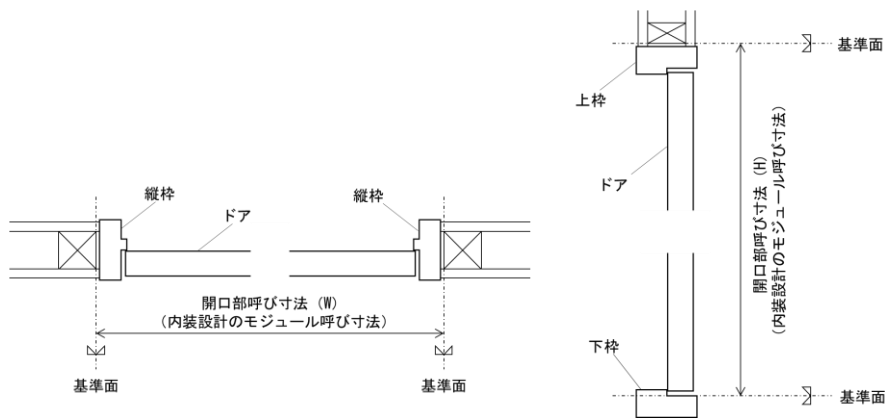 縦枠
ドア
縦枠
開口部呼び寸法 (W)
(内装設計のモジュール呼び寸法)
基準面
基準面
基準面
上枠
ドア
開口部呼び寸法 (H)
(内装設計のモジュール呼び寸法)
下枠
基準面